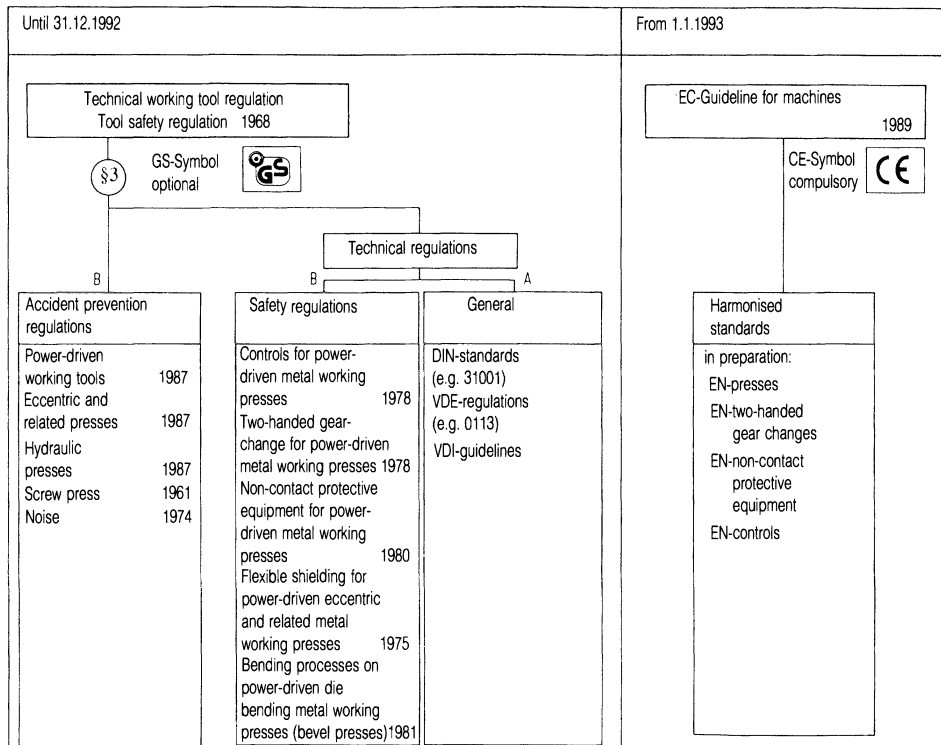 Until 31.12.1992
From 1.1.1993
Technical working tool regulation
Tool safety regulation 1968
§3
GS-Symbol
optional
GS
EC-Guideline for machines
1989
CE-Symbol
compulsory
CE
Technical regulations
B
B
A
Accident prevention
regulations
Power-driven
working tools 1987
Eccentric and
related presses 1987
Hydraulic
presses 1987
Screw press 1961
Noise 1974
Safety regulations
Controls for power-
driven metal working
presses 1978
Two-handed gear-
change for power-driven
metal working presses 1978
Non-contact protective
equipment for power-
driven metal working
presses 1980
Flexible shielding for
power-driven eccentric
and related metal
working presses 1975
Bending processes on
power-driven die
bending metal working
presses (bevel presses)1981
General
DIN-standards
(e.g. 31001)
VDE-regulations
(e.g. 0113)
VDI-guidelines
Harmonised
standards
in preparation:
EN-presses
EN-two-handed
gear changes
EN-non-contact
protective
equipment
EN-controls